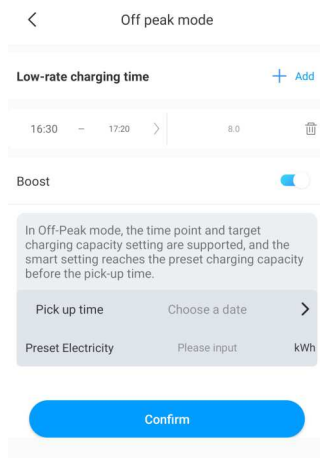 Off peak mode
Low-rate charging time + Add
16:30 – 17:20 8.0
Boost
In Off-Peak mode, the time point and target
charging capacity setting are supported, and the
smart setting reaches the preset charging capacity
before the pick-up time.
Pick up time Choose a date
Preset Electricity Please input kWh
Confirm